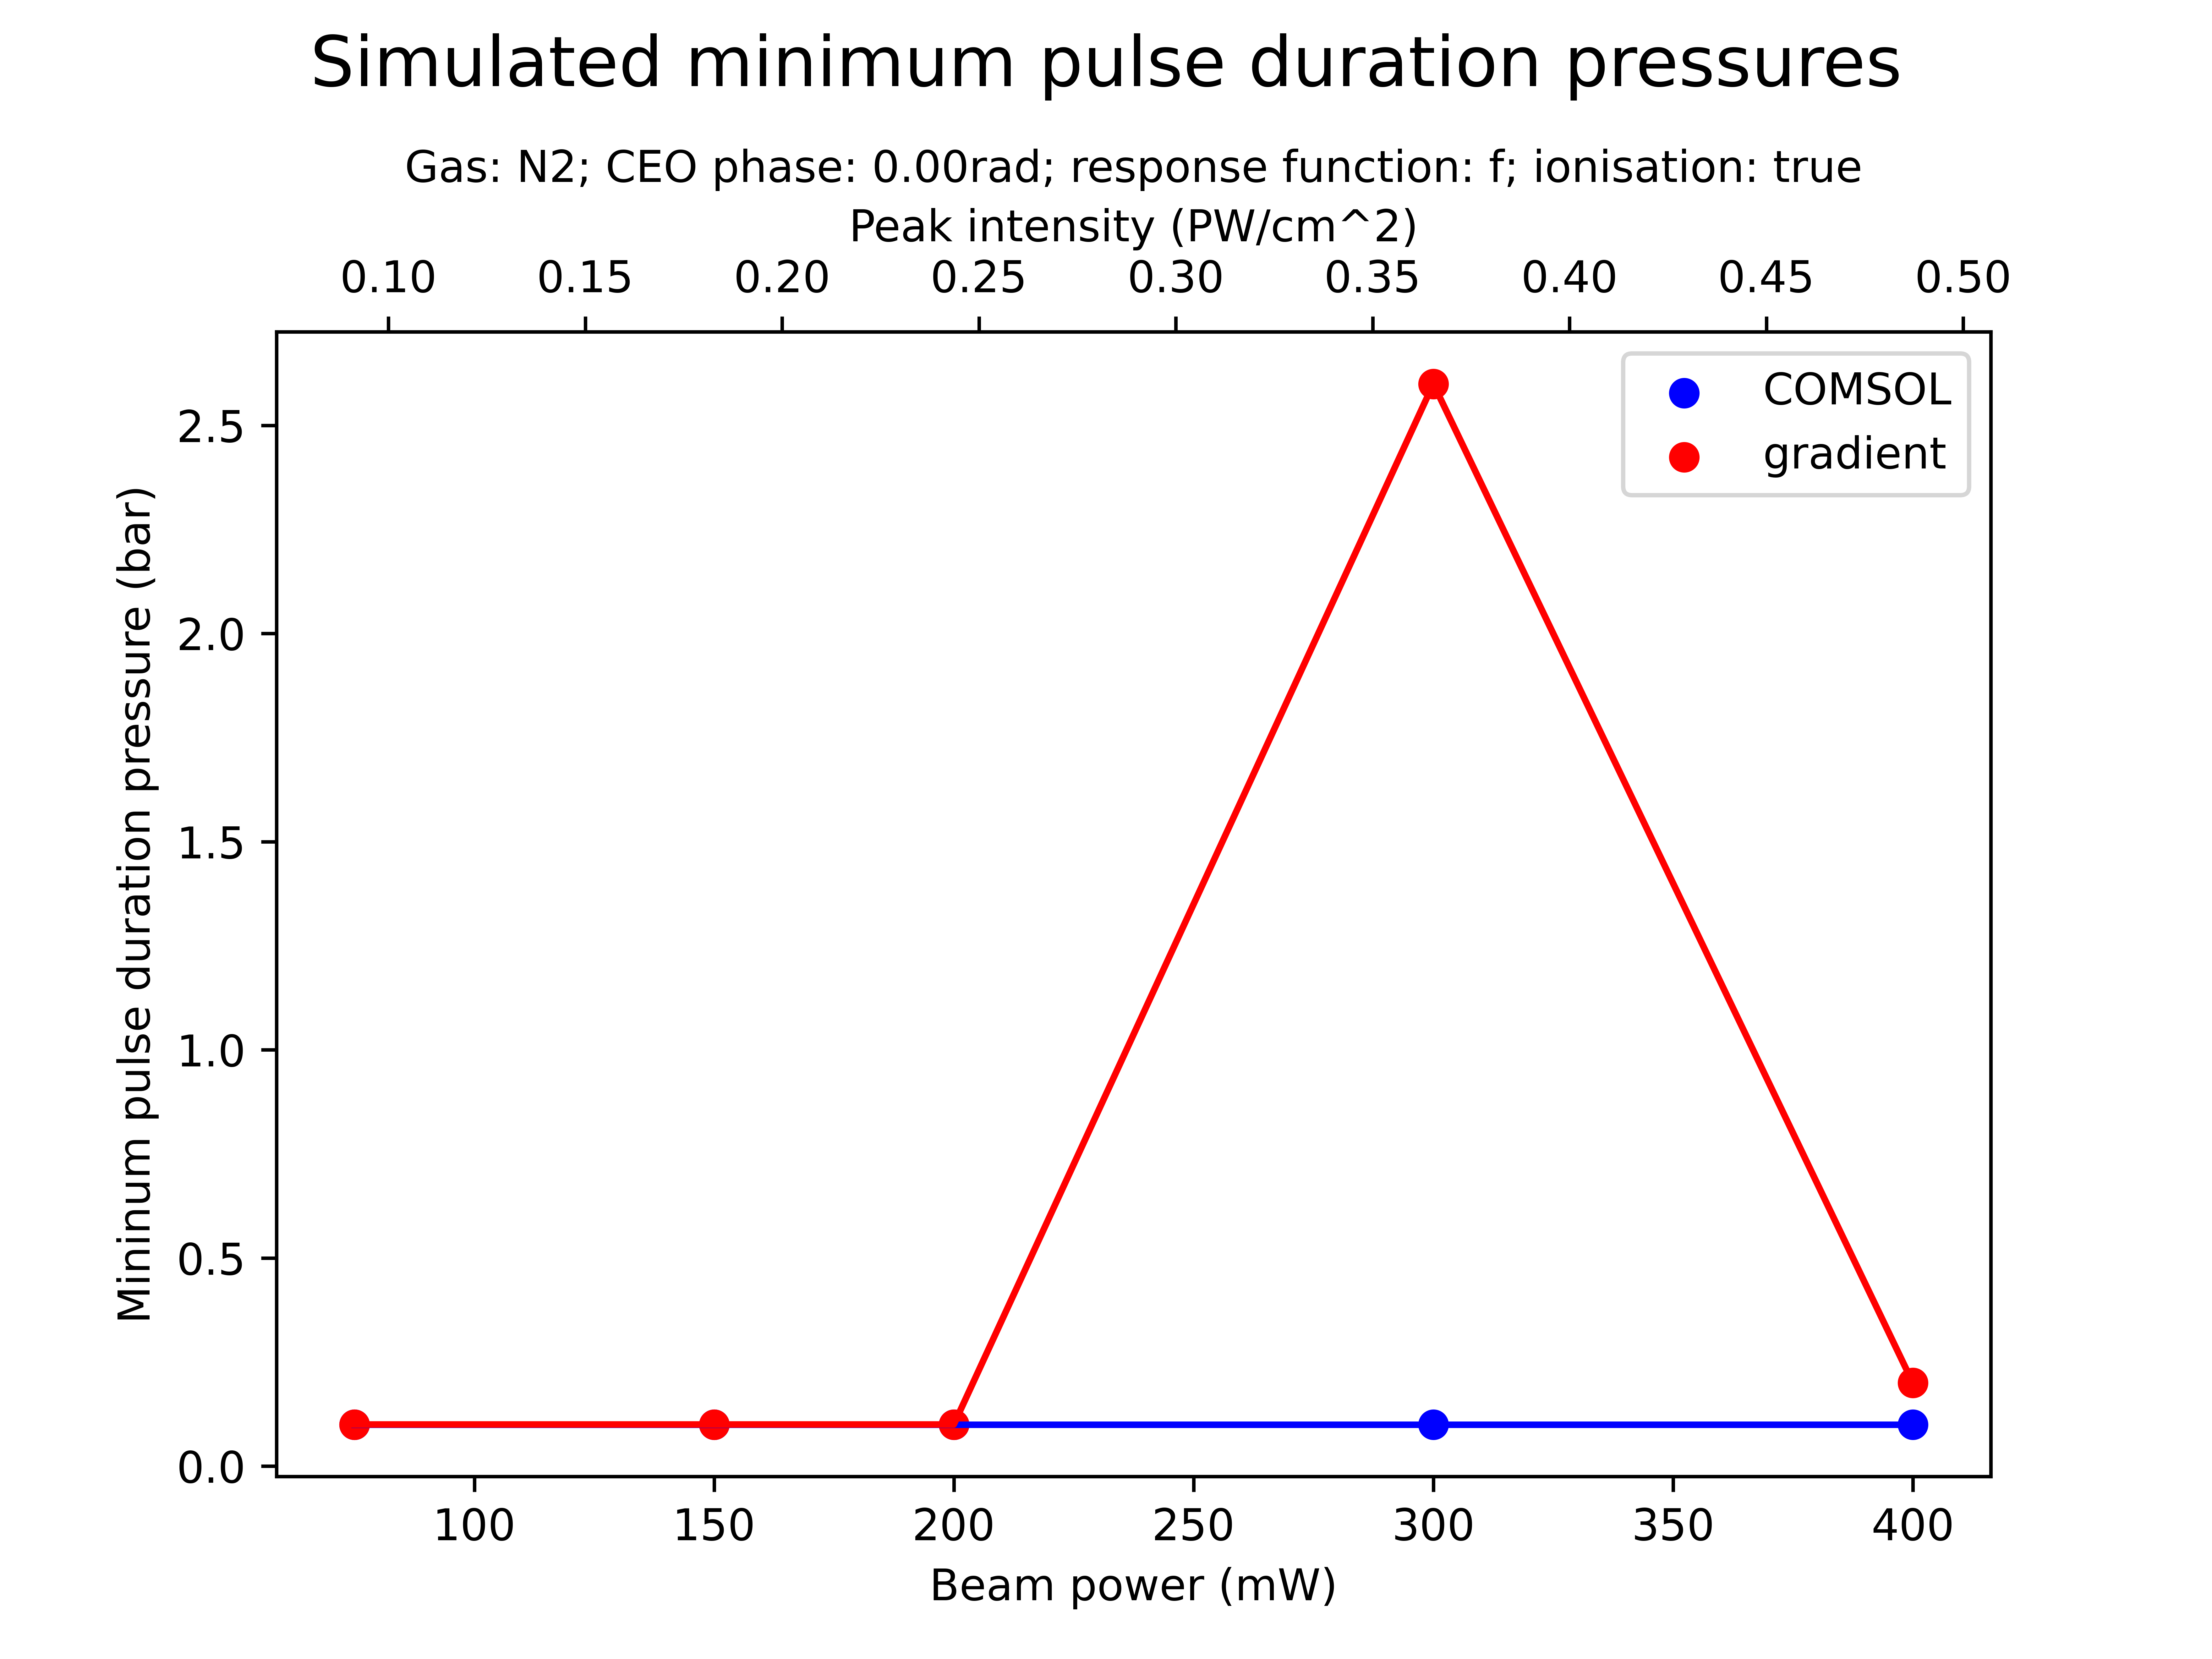 Simulated minimum pulse duration pressures
Gas: N2; CEO phase: 0.00rad; response function: f; ionisation: true
Peak intensity (PW/cm^2)
0.10 0.15 0.20 0.25 0.30 0.35 0.40 0.45 0.50
COMSOL
gradient
Mininum pulse duration pressure (bar)
2.5
2.0
1.5
1.0
0.5
0.0
100 150 200 250 300 350 400
Beam power (mW)